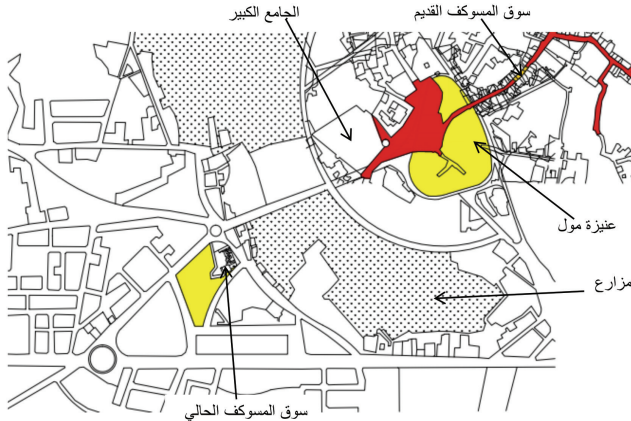 سوق المسوكف القديم
الجامع الكبير
عنيزة مول
مزارع
سوق المسوكف الحالي